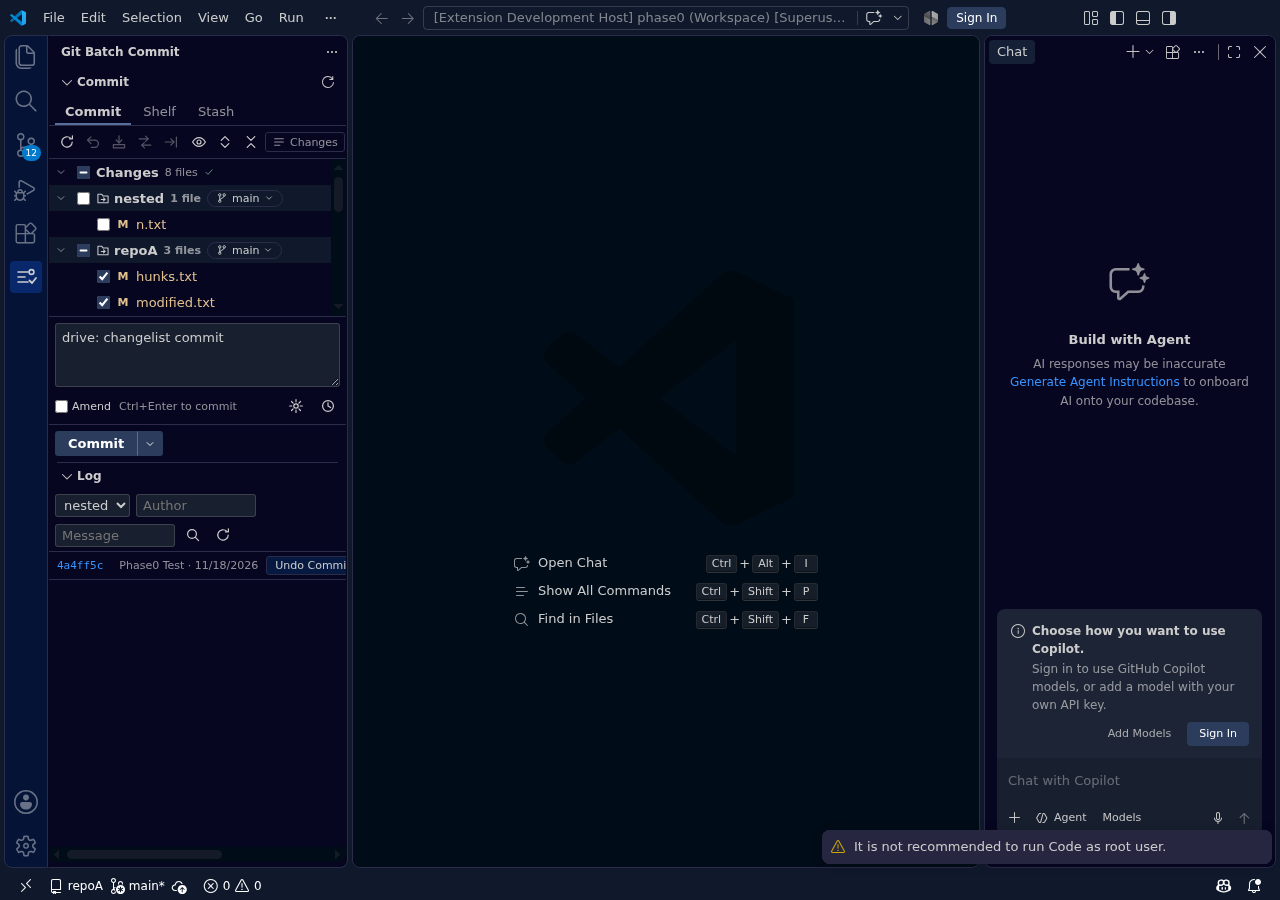 File Edit Selection View Go Run
[Extension Development Host] phase0 (Workspace) [Superus...
Sign In
Git Batch Commit
Commit
Commit Shelf Stash
Changes
Changes 8 files
nested 1 file main
M n.txt
repoA 3 files main
M hunks.txt
M modified.txt
drive: changelist commit
Amend Ctrl+Enter to commit
Commit
Log
nested Author
Message
4a4ff5c Phase0 Test · 11/18/2026 Undo Commi
12
Open Chat Ctrl + Alt + I
Show All Commands Ctrl + Shift + P
Find in Files Ctrl + Shift + F
Chat
Build with Agent
AI responses may be inaccurate
Generate Agent Instructions to onboard
AI onto your codebase.
Choose how you want to use
Copilot.
Sign in to use GitHub Copilot
models, or add a model with your
own API key.
Add Models Sign In
Chat with Copilot
Agent Models
It is not recommended to run Code as root user.
repoA main* 0 0